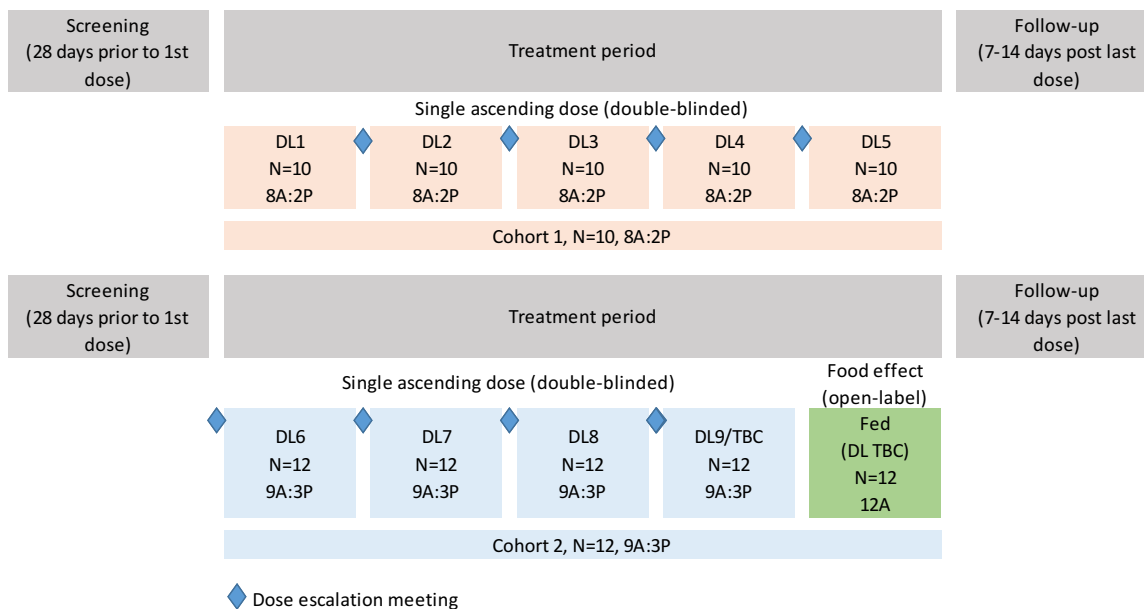 Screening
(28 days prior to 1st
dose)
Treatment period
Follow-up
(7-14 days post last
dose)
Single ascending dose (double-blinded)
DL1
N=10
8A:2P
DL2
N=10
8A:2P
DL3
N=10
8A:2P
DL4
N=10
8A:2P
DL5
N=10
8A:2P
Cohort 1, N=10, 8A:2P
Screening
(28 days prior to 1st
dose)
Treatment period
Follow-up
(7-14 days post last
dose)
Single ascending dose (double-blinded)
Food effect
(open-label)
DL6
N=12
9A:3P
DL7
N=12
9A:3P
DL8
N=12
9A:3P
DL9/TBC
N=12
9A:3P
Fed
(DL TBC)
N=12
12A
Cohort 2, N=12, 9A:3P
Dose escalation meeting